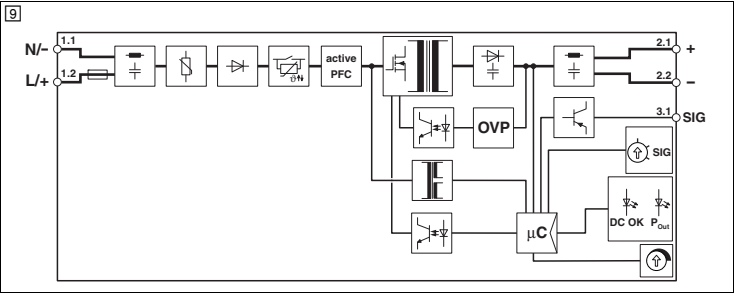 9
N/–
1.1
L/+
1.2
active
PFC
ϑ
2.1
+
2.2
–
3.1
SIG
OVP
SIG
µC
DC OK
POut